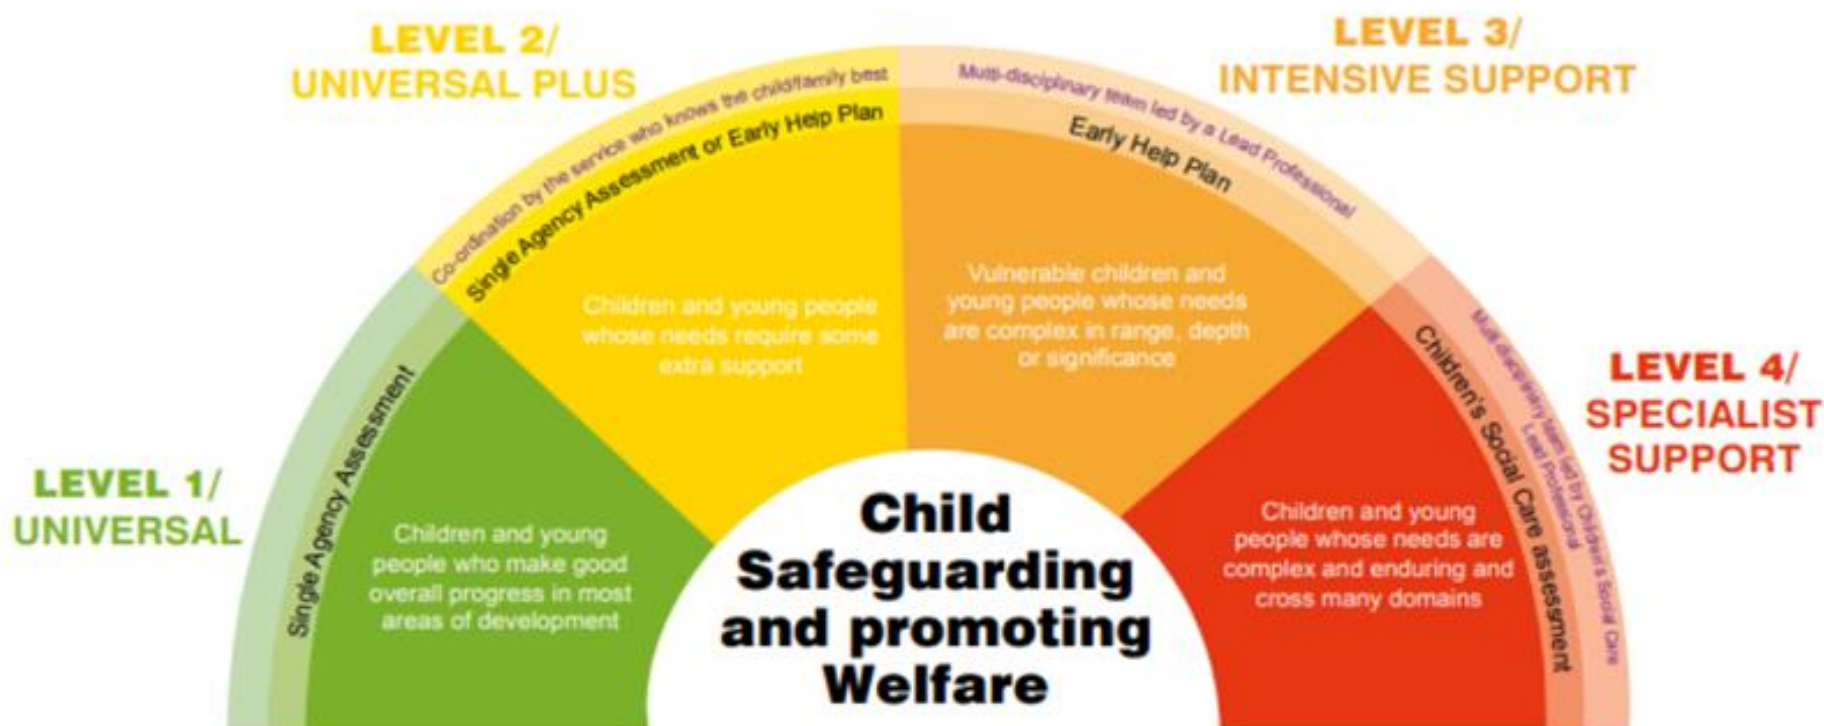 LEVEL 1/
UNIVERSAL
Single Agency Assessment
Children and young
people who make good
overall progress in most
areas of development
LEVEL 2/
UNIVERSAL PLUS
Co-ordination by the service who knows the child/family best
Single Agency Assessment or Early Help Plan
Children and young people
whose needs require some
extra support
LEVEL 3/
INTENSIVE SUPPORT
Multi-disciplinary team led by a Lead Professional
Early Help Plan
Vulnerable children and
young people whose needs
are complex in range, depth
or significance
LEVEL 4/
SPECIALIST
SUPPORT
Multi-disciplinary team led by Children's Social Care
Lead Professional
Children's Social Care assessment
Children and young
people whose needs are
complex and enduring and
cross many domains
Child
Safeguarding
and promoting
Welfare